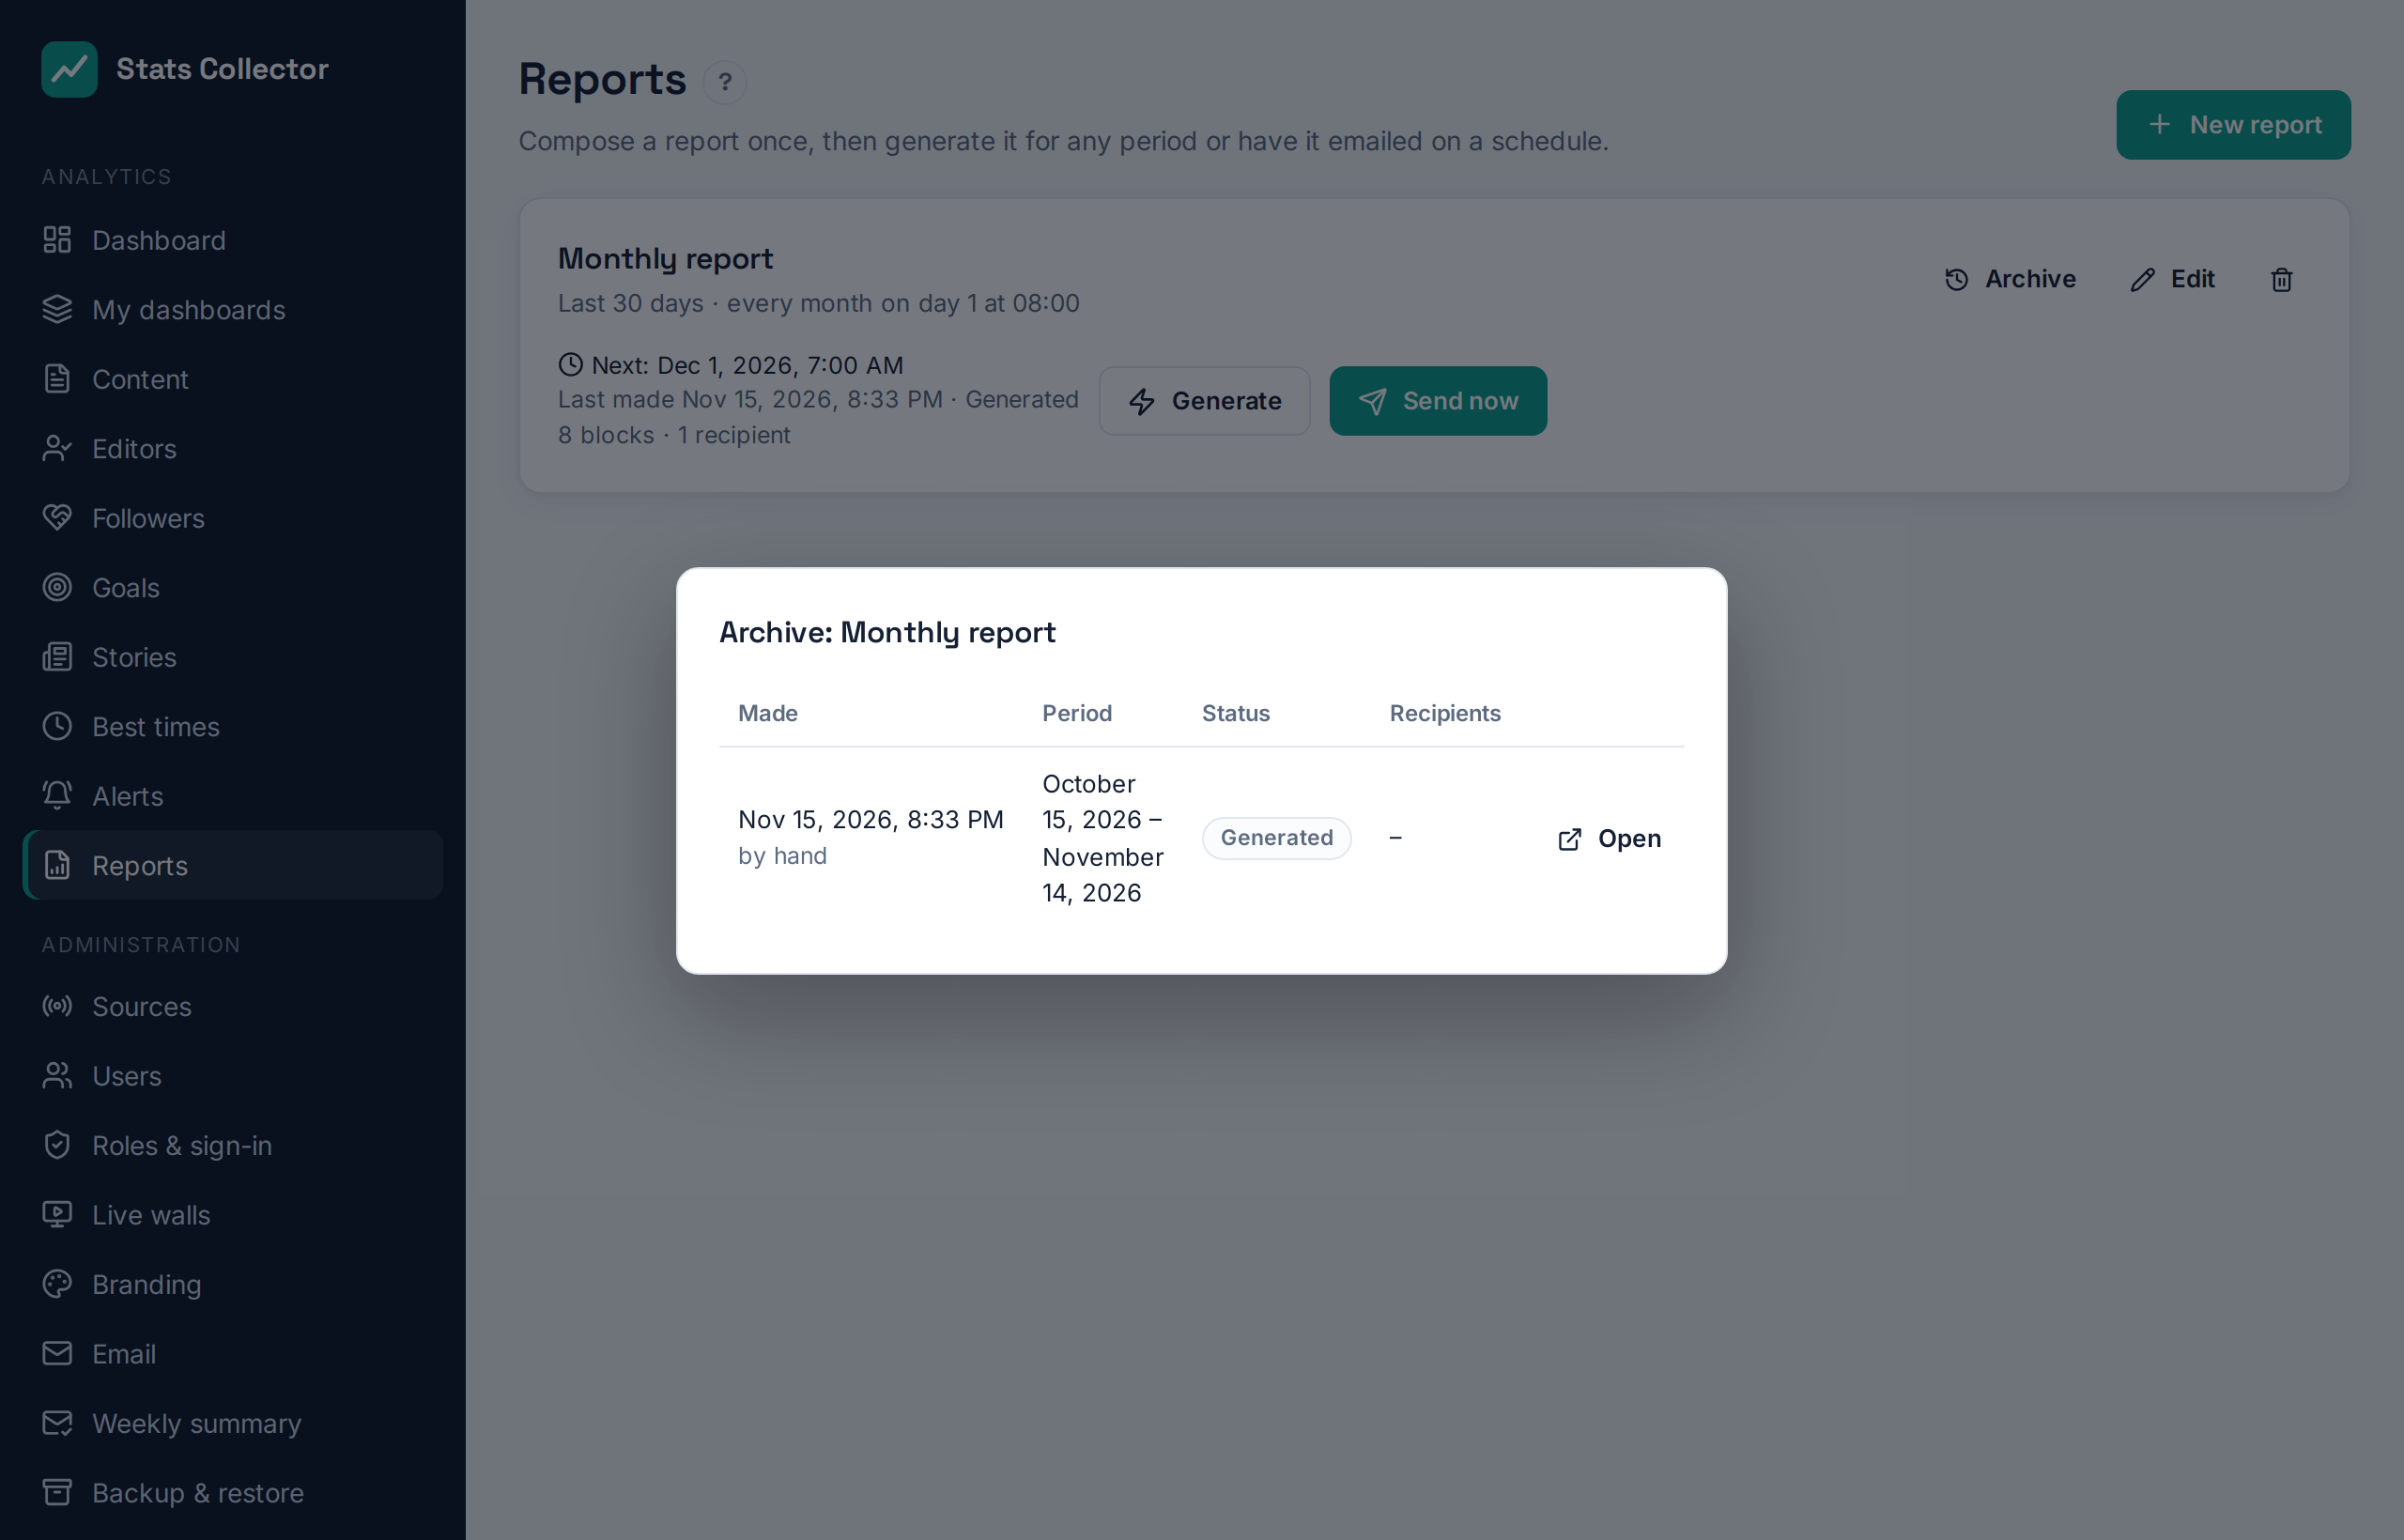 Stats Collector
ANALYTICS
Dashboard
My dashboards
Content
Editors
Followers
Goals
Stories
Best times
Alerts
Reports
ADMINISTRATION
Sources
Users
Roles & sign-in
Live walls
Branding
Email
Weekly summary
Backup & restore
Reports ?
Compose a report once, then generate it for any period or have it emailed on a schedule.
New report
Monthly report
Last 30 days · every month on day 1 at 08:00
Archive
Edit
Next: Dec 1, 2026, 7:00 AM
Last made Nov 15, 2026, 8:33 PM · Generated
8 blocks · 1 recipient
Generate
Send now
Archive: Monthly report
Made Period Status Recipients
Nov 15, 2026, 8:33 PM
by hand
October
15, 2026 –
November
14, 2026
Generated
–
Open